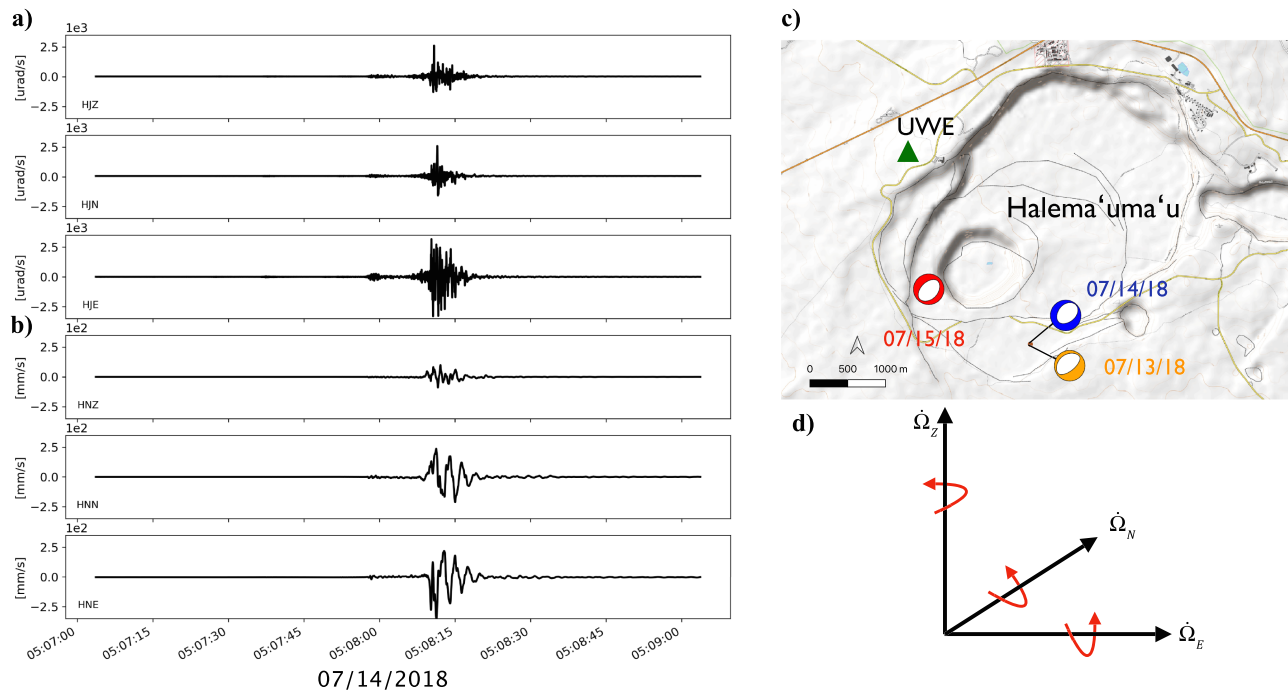 a)
1e3
2.5
0.0
−2.5
[urad/s]
HJZ
1e3
2.5
0.0
−2.5
[urad/s]
HJN
1e3
2.5
0.0
−2.5
[urad/s]
HJE
b)
1e2
2.5
0.0
−2.5
[mm/s]
HNZ
1e2
2.5
0.0
−2.5
[mm/s]
HNN
1e2
2.5
0.0
−2.5
[mm/s]
HNE
05:07:00 05:07:15 05:07:30 05:07:45 05:08:00 05:08:15 05:08:30 05:08:45 05:09:00
07/14/2018
c)
UWE
Halemaʻumaʻu
07/14/18
07/15/18
07/13/18
0 500 1000 m
d)
Ω̇_Z
Ω̇_N
Ω̇_E